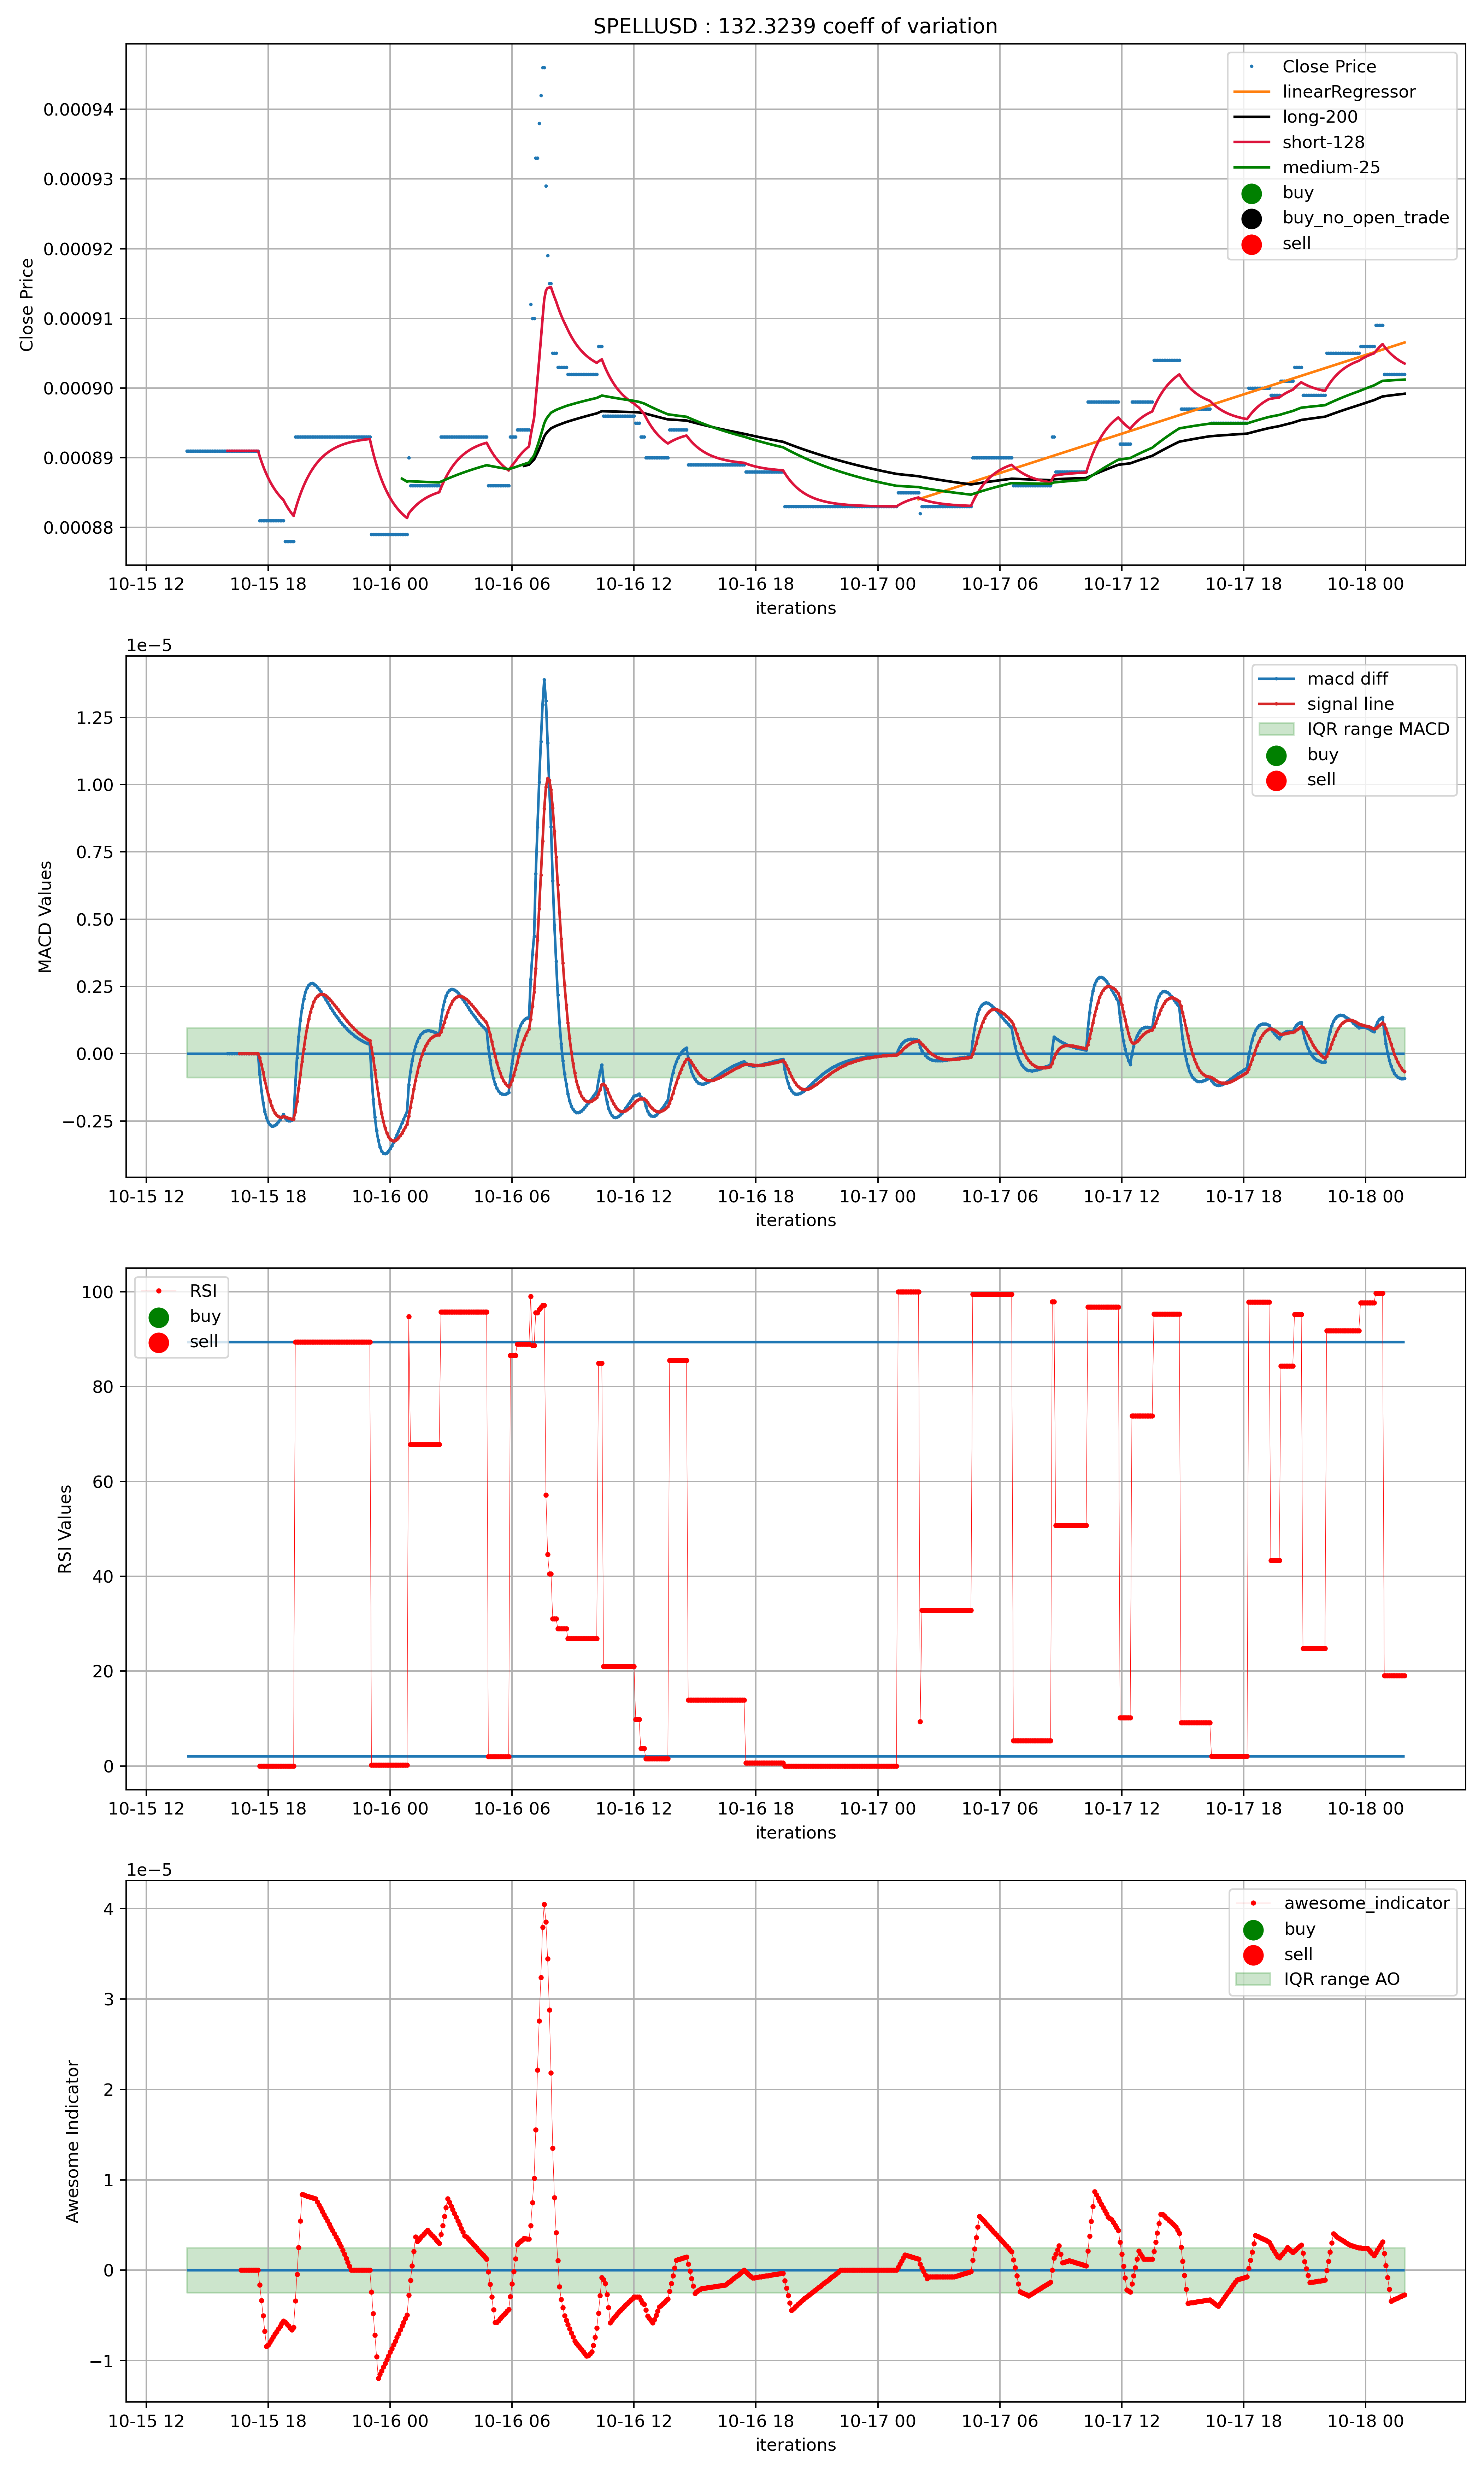 SPELLUSD : 132.3239 coeff of variation
Close Price
0.00094
0.00093
0.00092
0.00091
0.00090
0.00089
0.00088
Close Price
linearRegressor
long-200
short-128
medium-25
buy
buy_no_open_trade
sell
10-15 12 10-15 18 10-16 00 10-16 06 10-16 12 10-16 18 10-17 00 10-17 06 10-17 12 10-17 18 10-18 00
iterations
1e−5
MACD Values
1.25
1.00
0.75
0.50
0.25
0.00
−0.25
macd diff
signal line
IQR range MACD
buy
sell
10-15 12 10-15 18 10-16 00 10-16 06 10-16 12 10-16 18 10-17 00 10-17 06 10-17 12 10-17 18 10-18 00
iterations
RSI Values
100
80
60
40
20
0
RSI
buy
sell
10-15 12 10-15 18 10-16 00 10-16 06 10-16 12 10-16 18 10-17 00 10-17 06 10-17 12 10-17 18 10-18 00
iterations
1e−5
Awesome Indicator
4
3
2
1
0
−1
awesome_indicator
buy
sell
IQR range AO
10-15 12 10-15 18 10-16 00 10-16 06 10-16 12 10-16 18 10-17 00 10-17 06 10-17 12 10-17 18 10-18 00
iterations